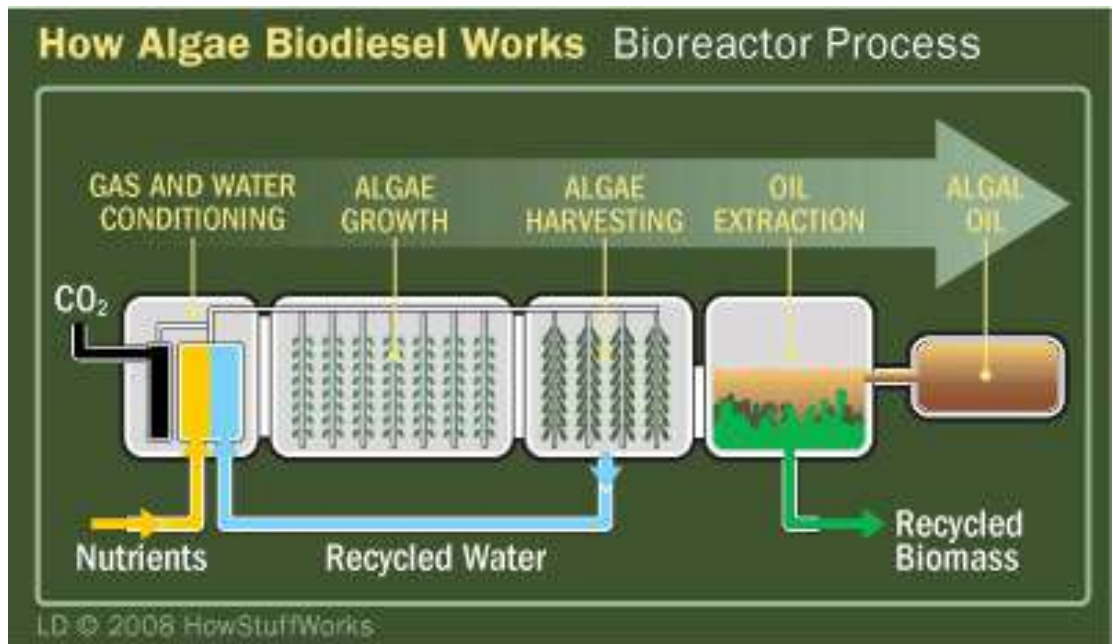 How Algae Biodiesel Works Bioreactor Process
GAS AND WATER
CONDITIONING
ALGAE
GROWTH
ALGAE
HARVESTING
OIL
EXTRACTION
ALGAL
OIL
CO₂
Nutrients
Recycled Water
Recycled
Biomass
LD © 2008 HowStuffWorks